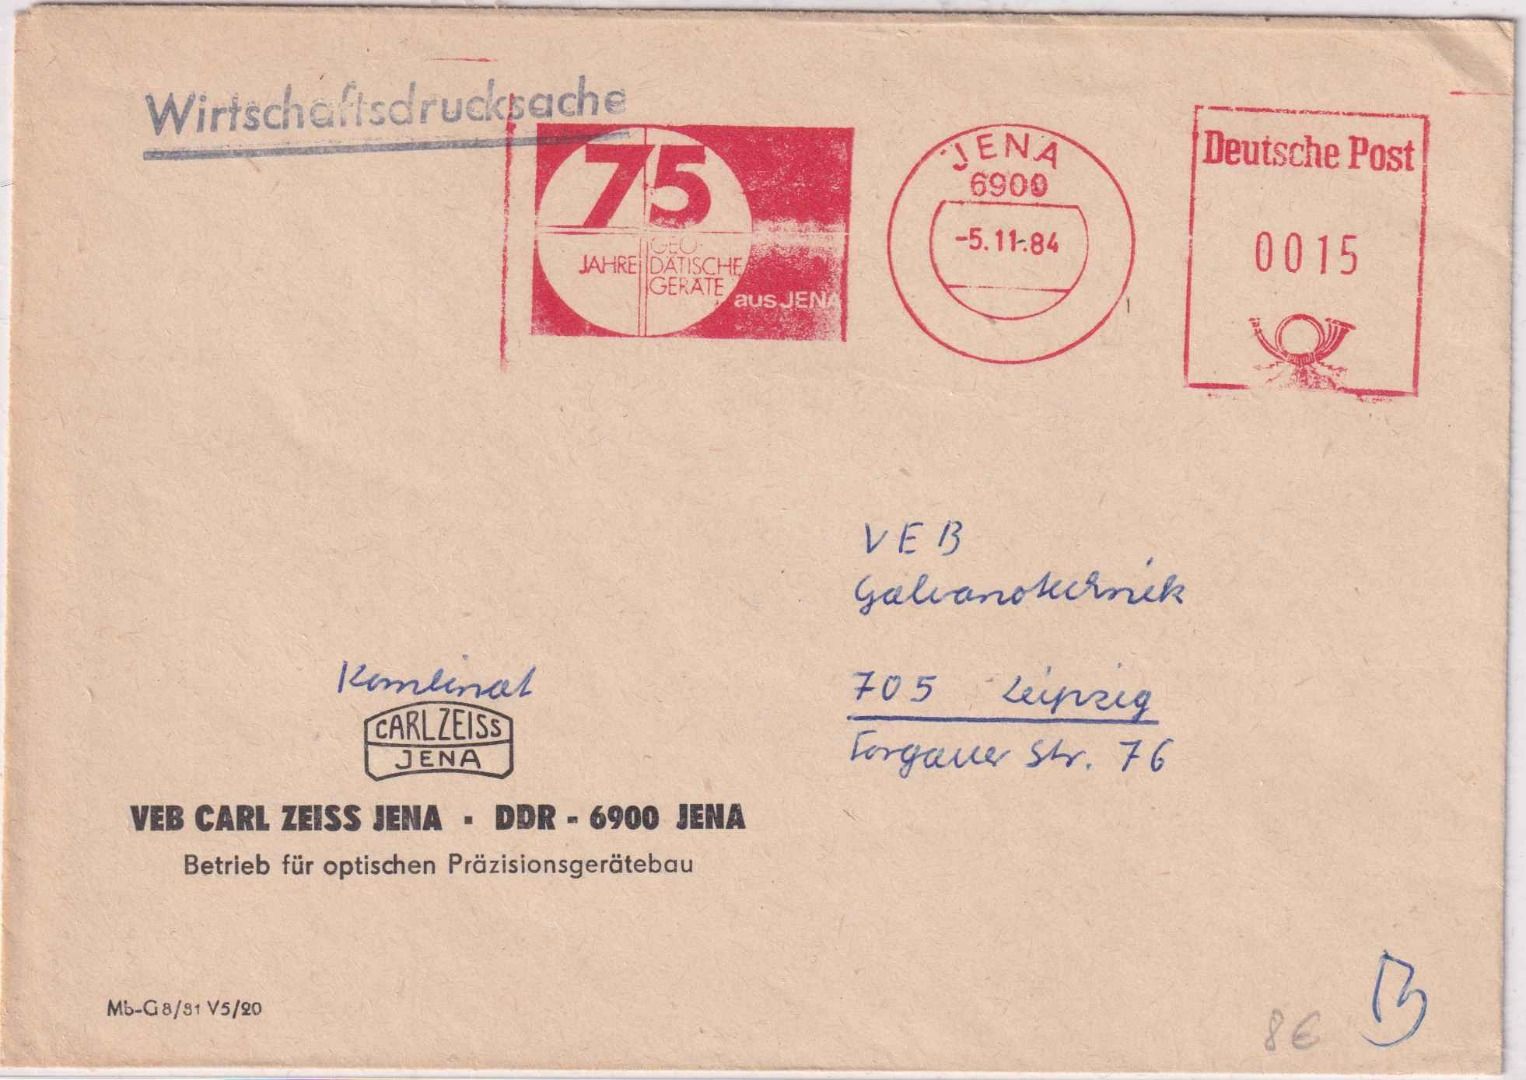 Wirtschaftsdrucksache
75
JAHRE GEO-
DÄTISCHE
GERÄTE
aus JENA
JENA
6900
-5.11.84
Deutsche Post
0015
VEB
Galvanotechnik
705 Leipzig
Torgauer Str. 76
Kombinat
CARL ZEISS
JENA
VEB CARL ZEISS JENA · DDR - 6900 JENA
Betrieb für optischen Präzisionsgerätebau
Mb-G 8/81 V5/20
8€